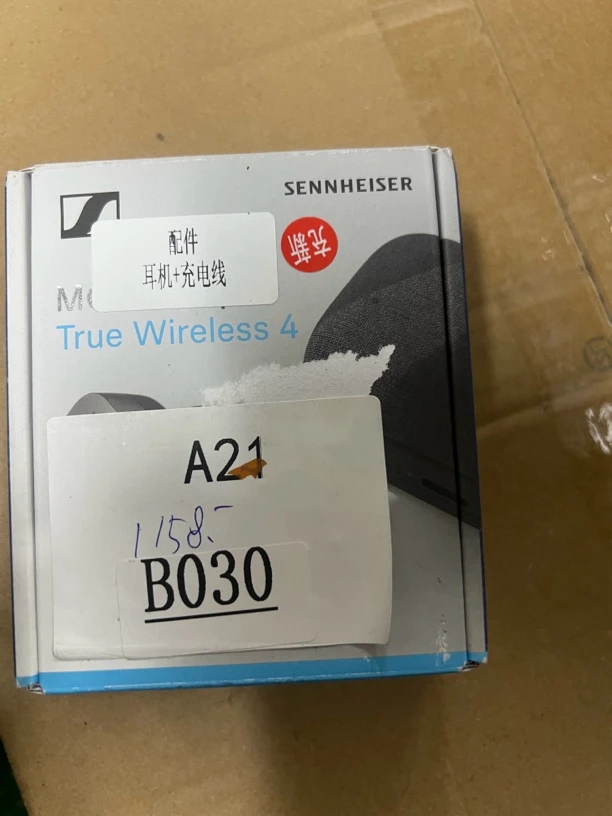 SENNHEISER
配件
耳机+充电线
充新
True Wireless 4
A21
1158.-
B030